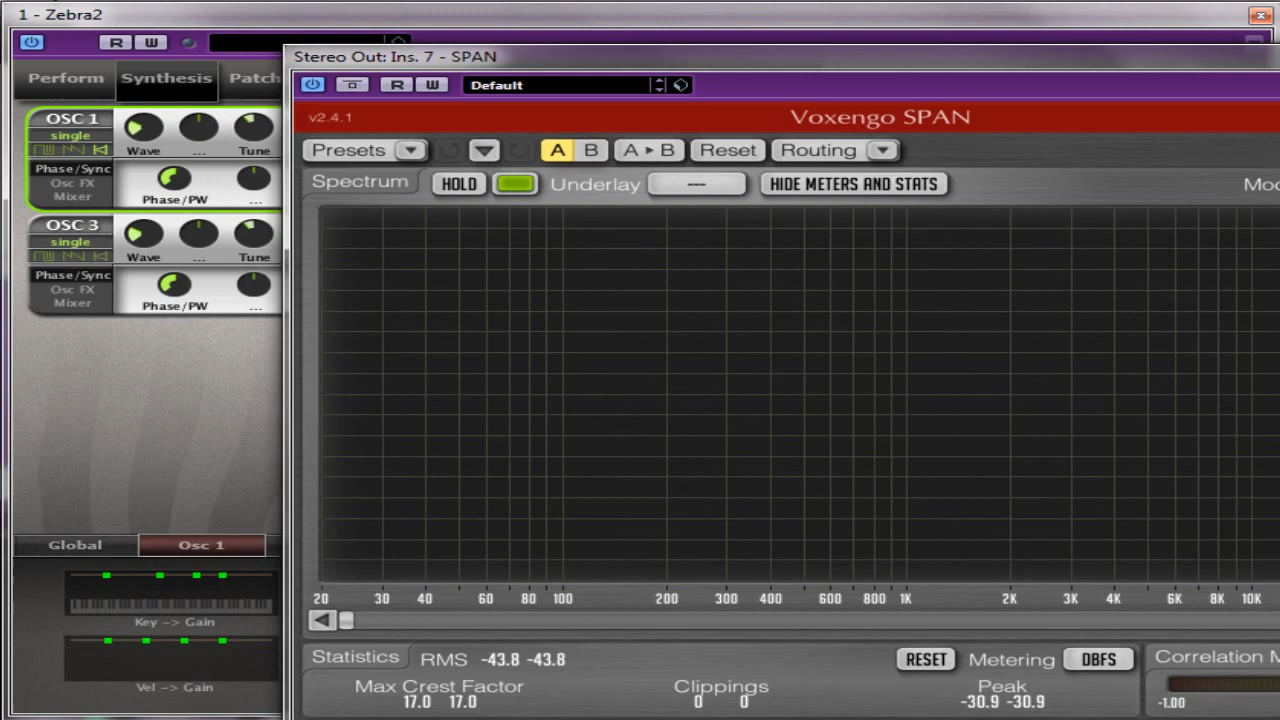 1 - Zebra2
R W
Stereo Out: Ins. 7 - SPAN
Perform Synthesis Patch
R W Default
OSC 1
single
Wave ... Tune
Phase/Sync
Osc FX
Mixer
Phase/PW ...
OSC 3
single
Wave ... Tune
Phase/Sync
Osc FX
Mixer
Phase/PW ...
Global Osc 1
Key -> Gain
Vel -> Gain
v2.4.1 Voxengo SPAN
Presets A B A ▸ B Reset Routing
Spectrum HOLD Underlay --- HIDE METERS AND STATS
20 30 40 60 80 100 200 300 400 600 800 1K 2K 3K 4K 6K 8K 10K
Statistics RMS -43.8 -43.8 RESET Metering DBFS Correlation
Max Crest Factor Clippings Peak
17.0 17.0 0 0 -30.9 -30.9 -1.00